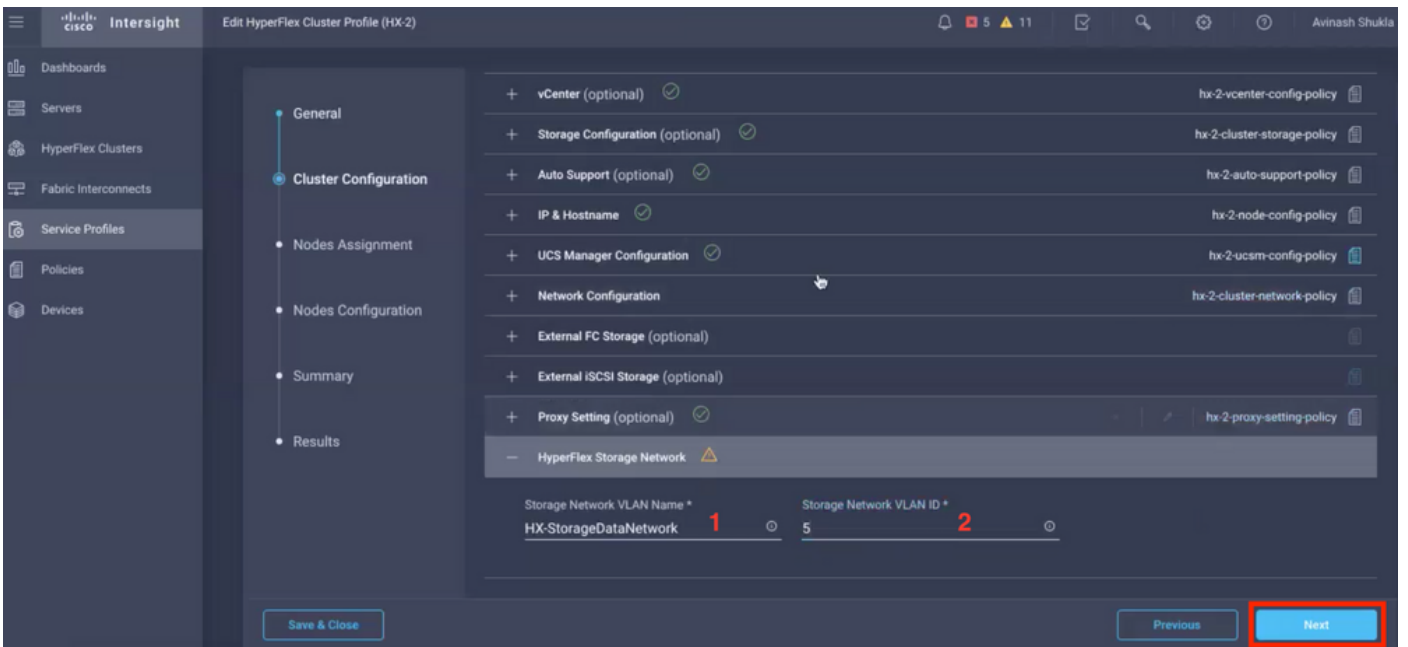 cisco Intersight
Edit HyperFlex Cluster Profile (HX-2)
5 11
Avinash Shukla
Dashboards
Servers
HyperFlex Clusters
Fabric Interconnects
Service Profiles
Policies
Devices
General
Cluster Configuration
Nodes Assignment
Nodes Configuration
Summary
Results
vCenter (optional) hx-2-vcenter-config-policy
Storage Configuration (optional) hx-2-cluster-storage-policy
Auto Support (optional) hx-2-auto-support-policy
IP & Hostname hx-2-node-config-policy
UCS Manager Configuration hx-2-ucsm-config-policy
Network Configuration hx-2-cluster-network-policy
External FC Storage (optional)
External iSCSI Storage (optional)
Proxy Setting (optional) hx-2-proxy-setting-policy
HyperFlex Storage Network
Storage Network VLAN Name * Storage Network VLAN ID *
HX-StorageDataNetwork 1 5 2
Save & Close Previous Next